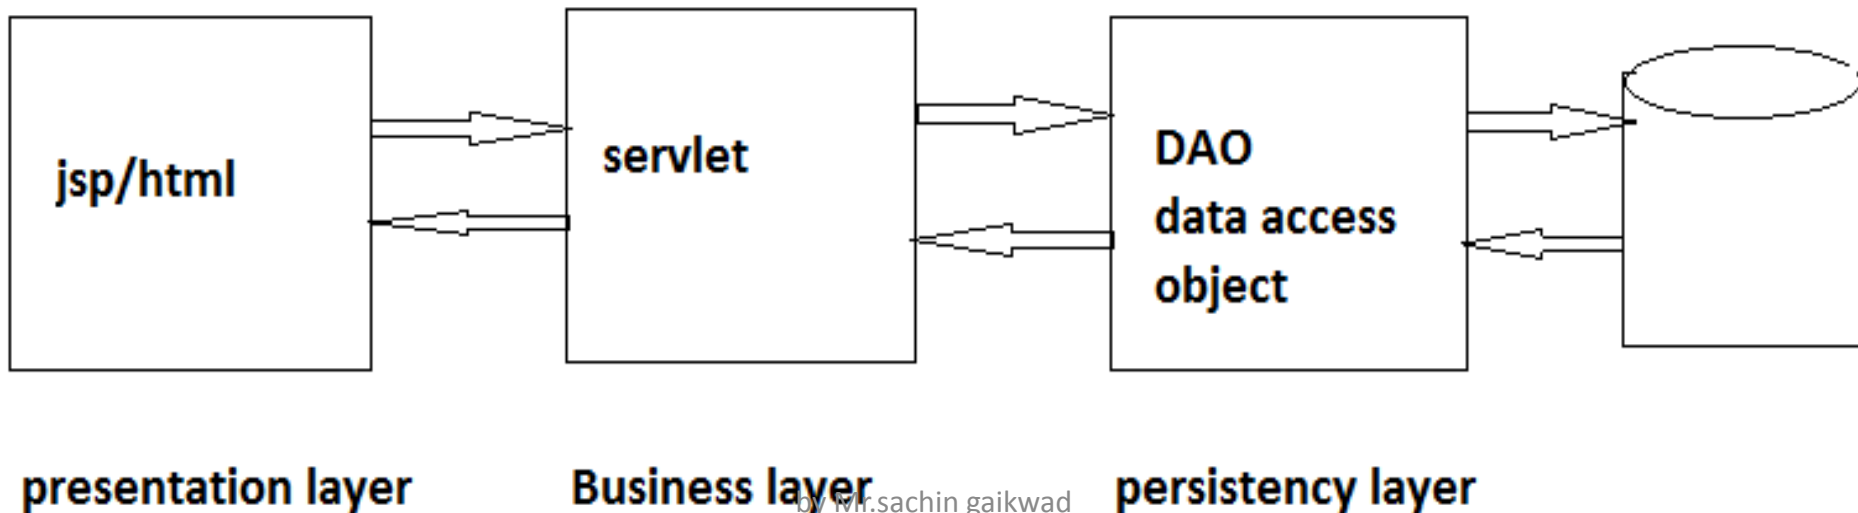 jsp/html
servlet
DAO
data access
object
presentation layer
Business layer
persistency layer
by Mr.sachin gaikwad